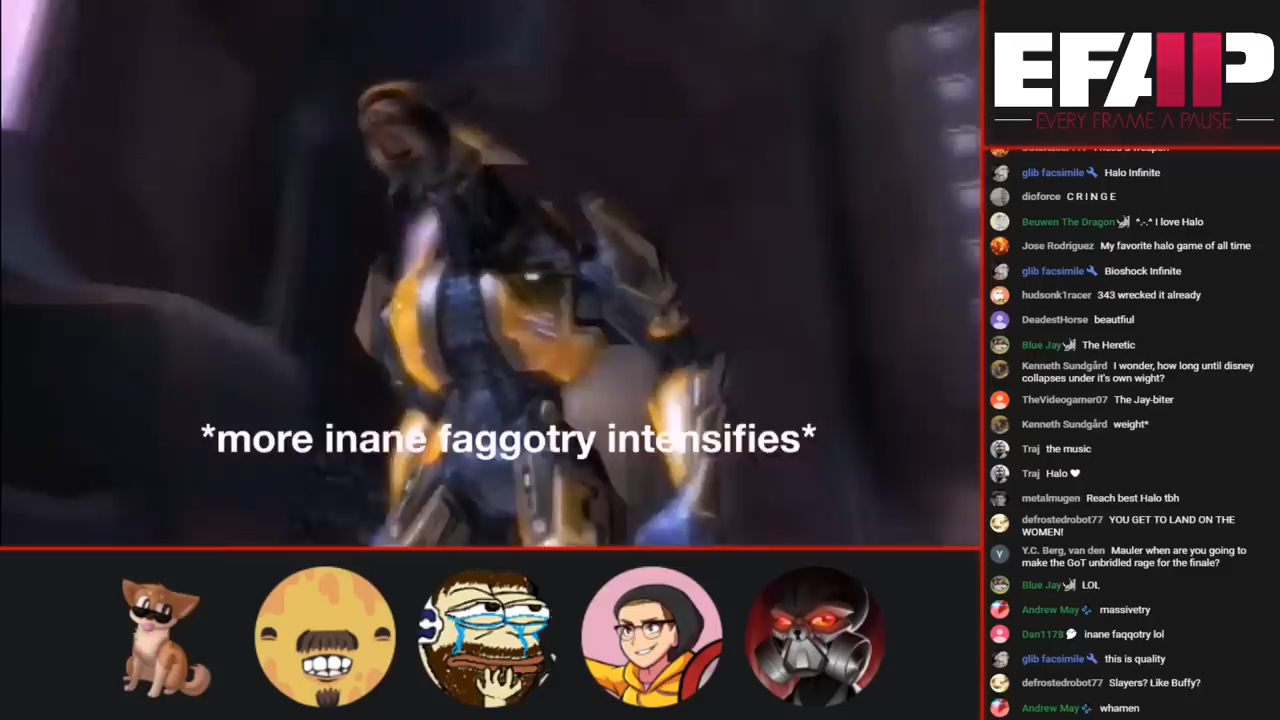 *more inane faggotry intensifies*
EFAP
EVERY FRAME A PAUSE
glib facsimile Halo Infinite
dioforce C R I N G E
Beuwen The Dragon ^.-.^ I love Halo
Jose Rodriguez My favorite halo game of all time
glib facsimile Bioshock Infinite
hudsonk1racer 343 wrecked it already
DeadestHorse beautfiul
Blue Jay The Heretic
Kenneth Sundgård I wonder, how long until disney
collapses under it's own wight?
TheVideogamer07 The Jay-biter
Kenneth Sundgård weight*
Traj the music
Traj Halo ❤
metalmugen Reach best Halo tbh
defrostedrobot77 YOU GET TO LAND ON THE
WOMEN!
Y
Y.C. Berg, van den Mauler when are you going to
make the GoT unbridled rage for the finale?
Blue Jay LOL
Andrew May massivetry
Dan1178 inane faqqotry lol
glib facsimile this is quality
defrostedrobot77 Slayers? Like Buffy?
Andrew May whamen